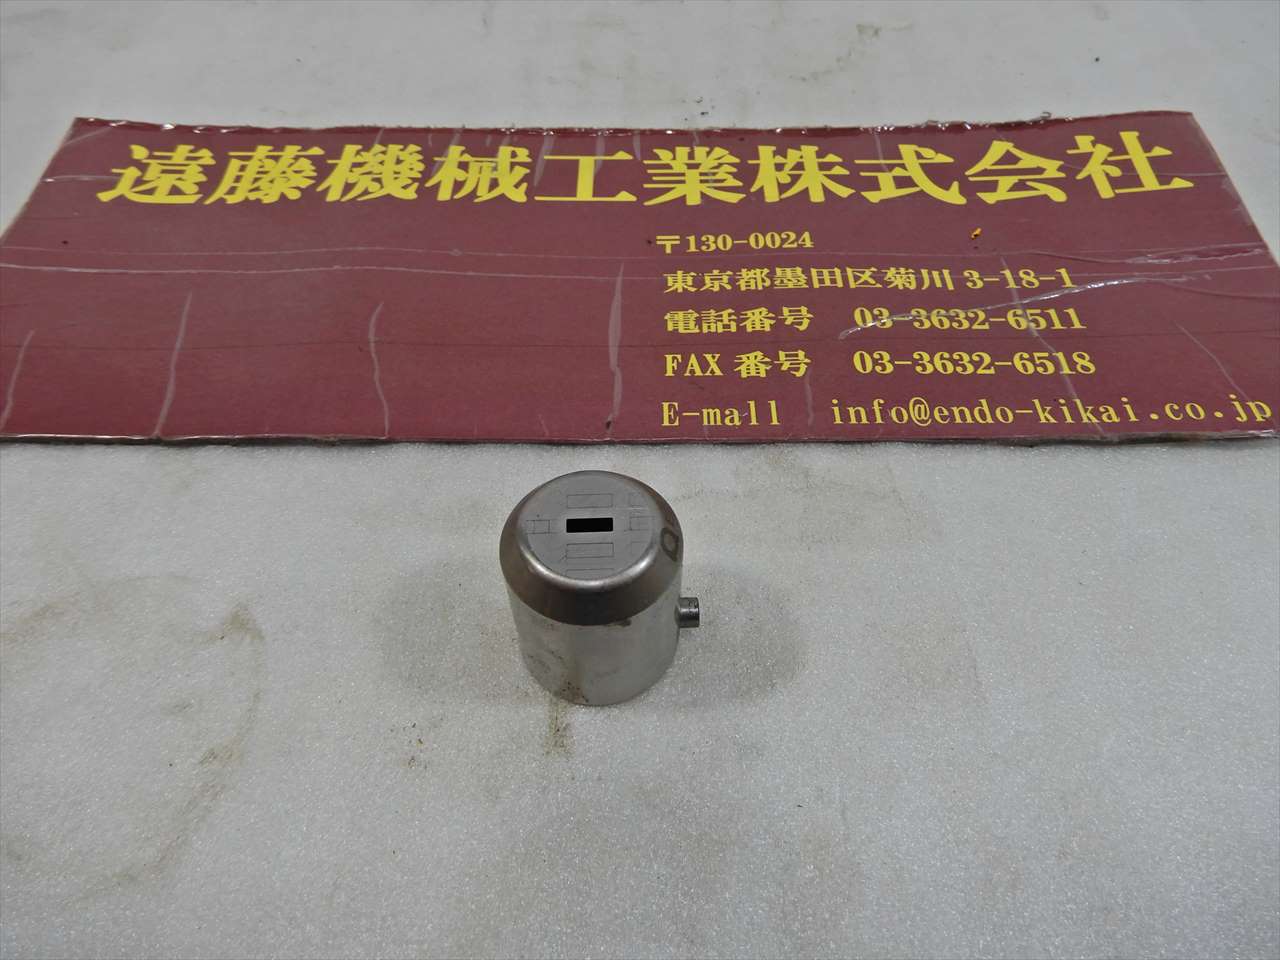 遠藤機械工業株式会社
〒130-0024
東京都墨田区菊川 3-18-1
電話番号 03-3632-6511
FAX 番号 03-3632-6518
E-mall info@endo-kikai.co.jp